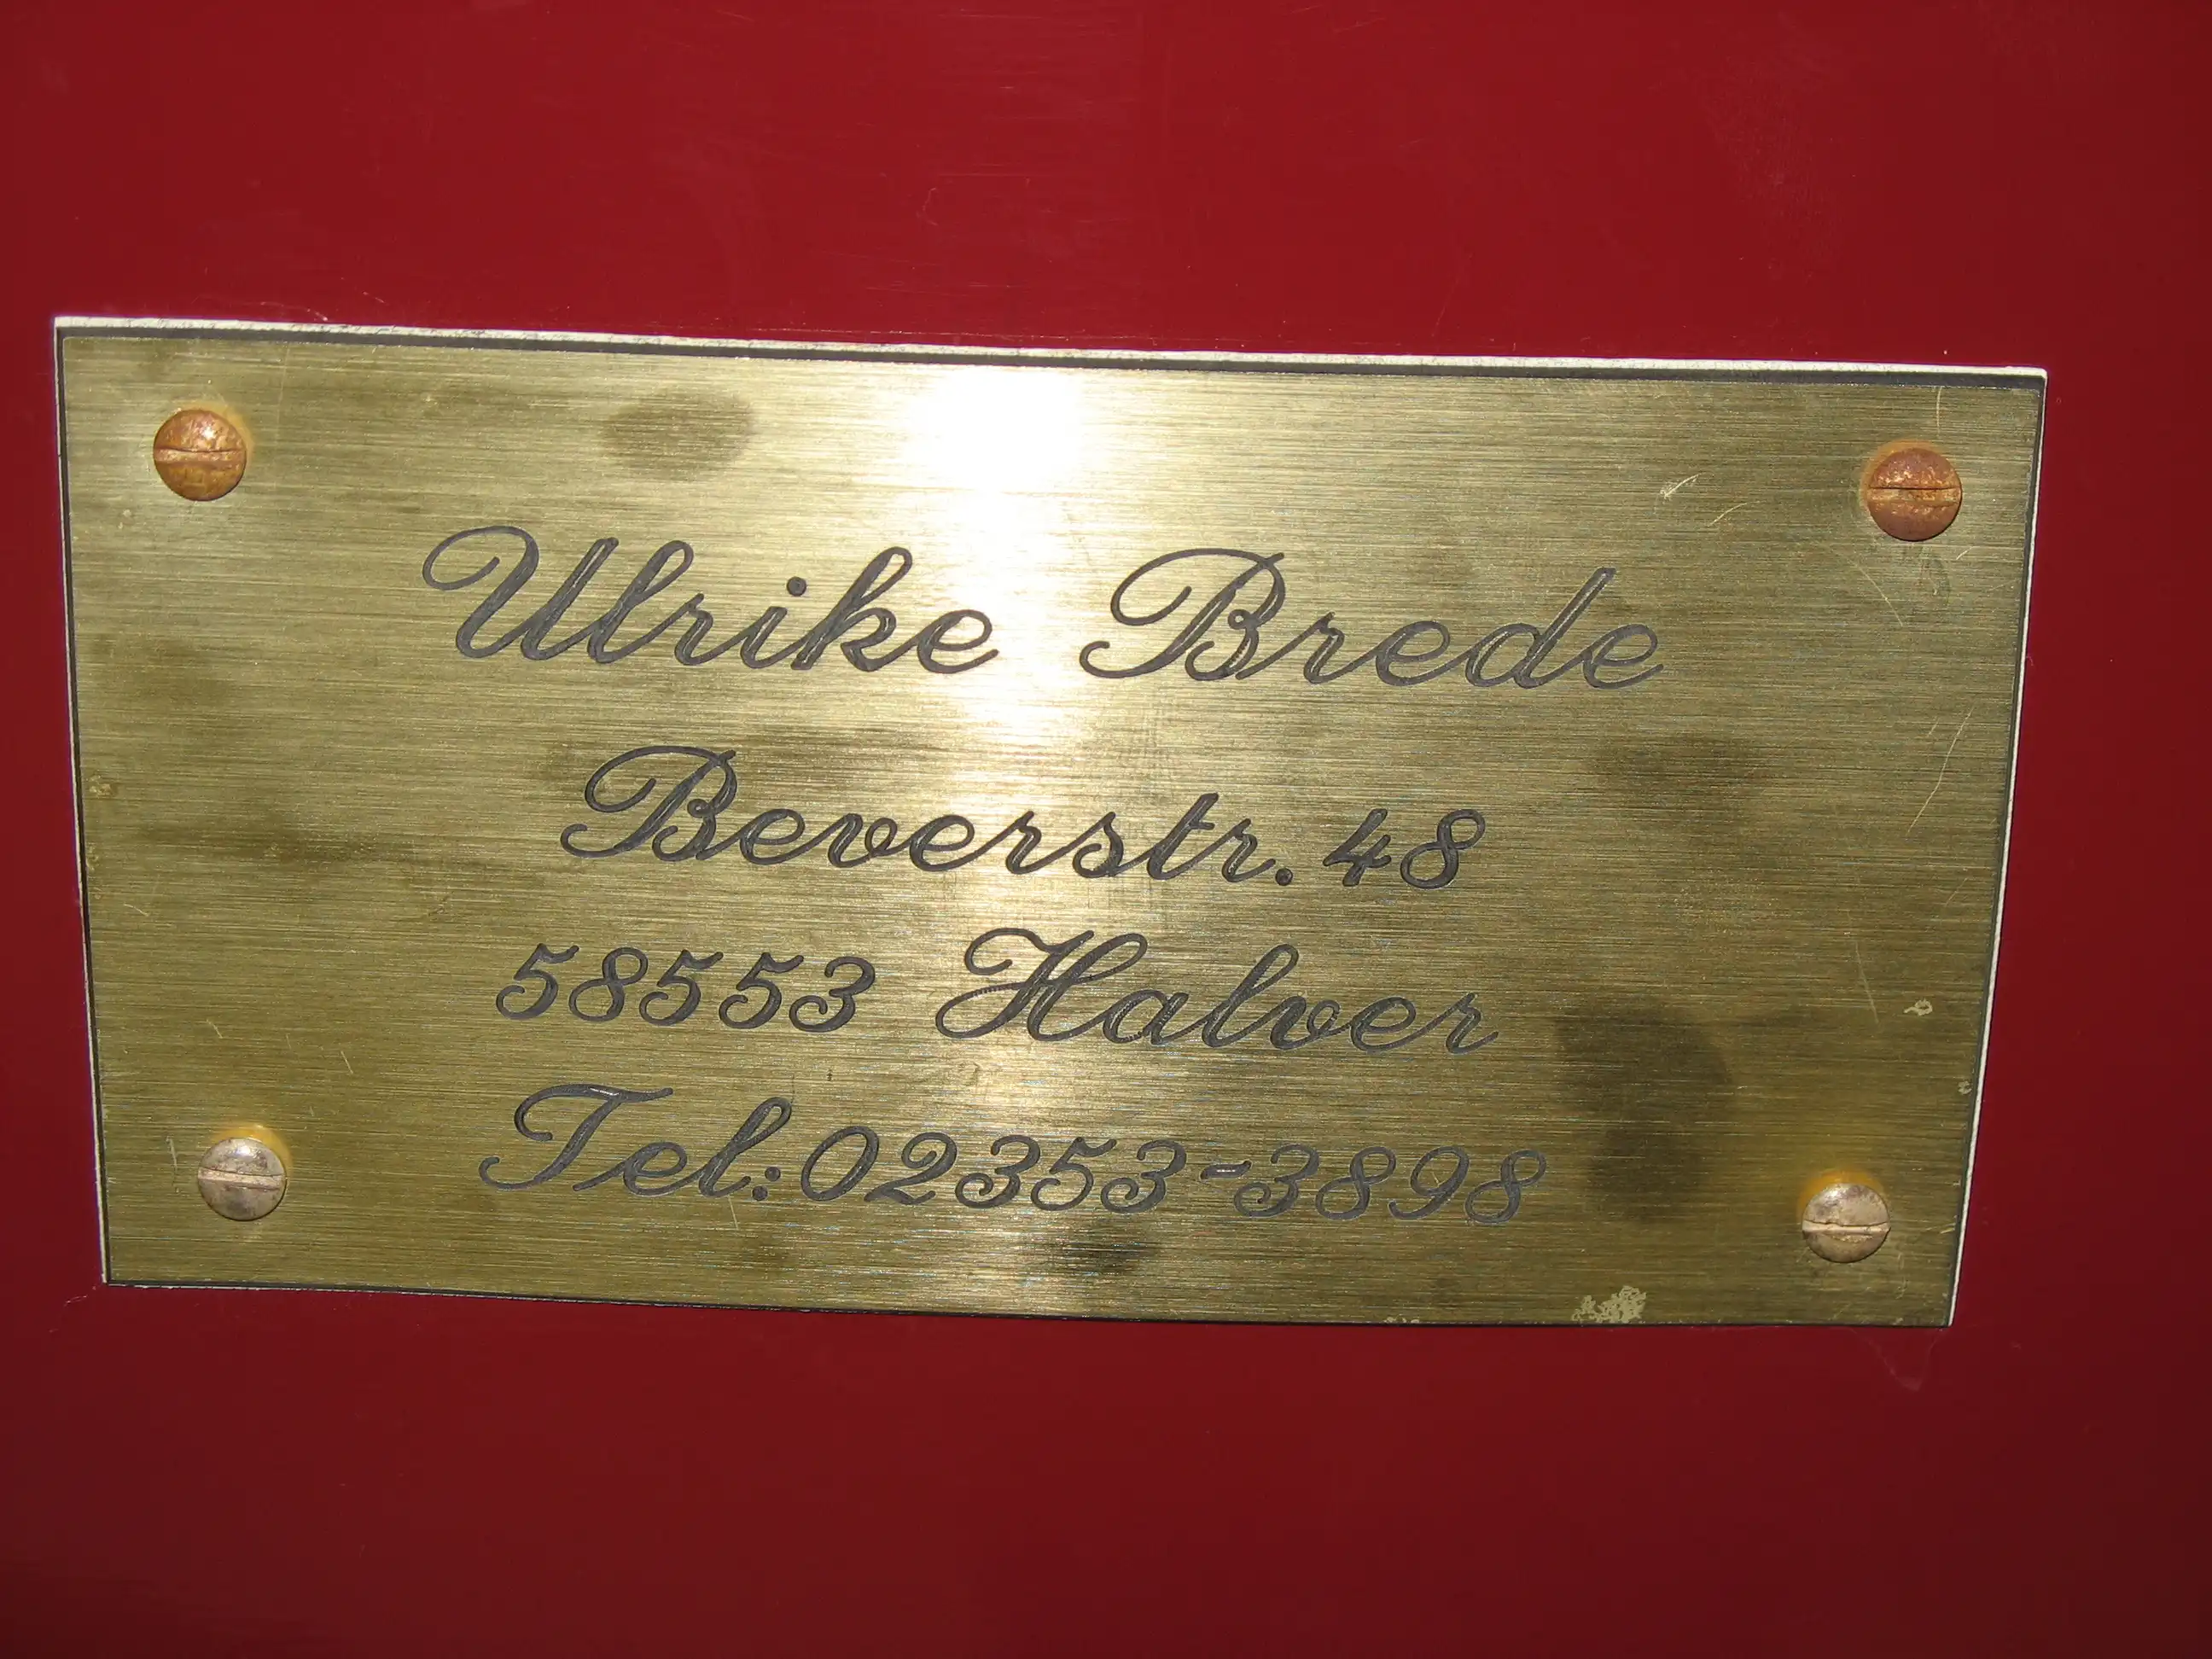 Ulrike Brede
Beverstr. 48
58553 Halver
Tel.: 02353-3898